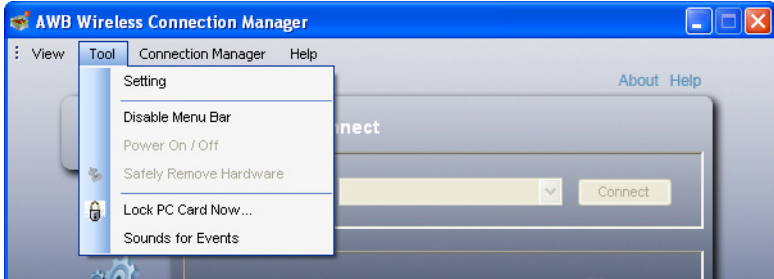 AWB Wireless Connection Manager
View Tool Connection Manager Help
About Help
Setting
Disable Menu Bar
Power On / Off
Safely Remove Hardware
Connect
Lock PC Card Now...
Sounds for Events